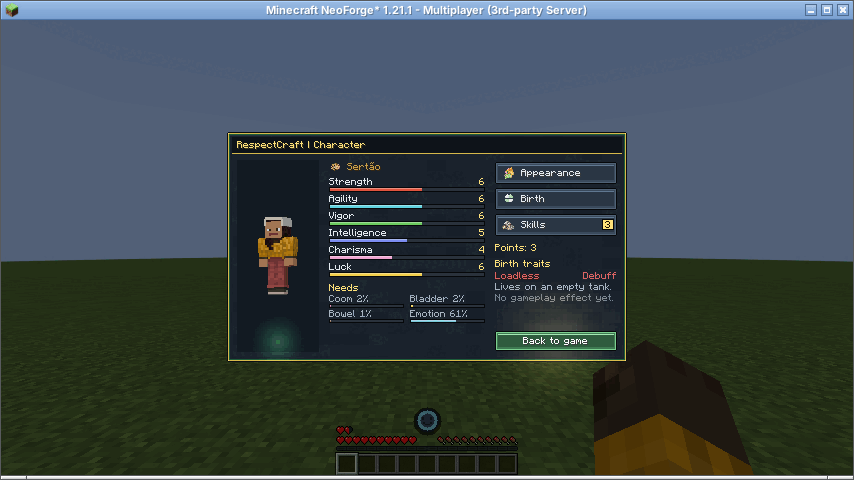 Minecraft NeoForge* 1.21.1 - Multiplayer (3rd-party Server)
RespectCraft | Character
Sertão
Strength 6
Agility 6
Vigor 6
Intelligence 5
Charisma 4
Luck 6
Needs
Coom 2% Bladder 2%
Bowel 1% Emotion 61%
Appearance
Birth
Skills 3
Points: 3
Birth traits
Loadless Debuff
Lives on an empty tank.
No gameplay effect yet.
Back to game